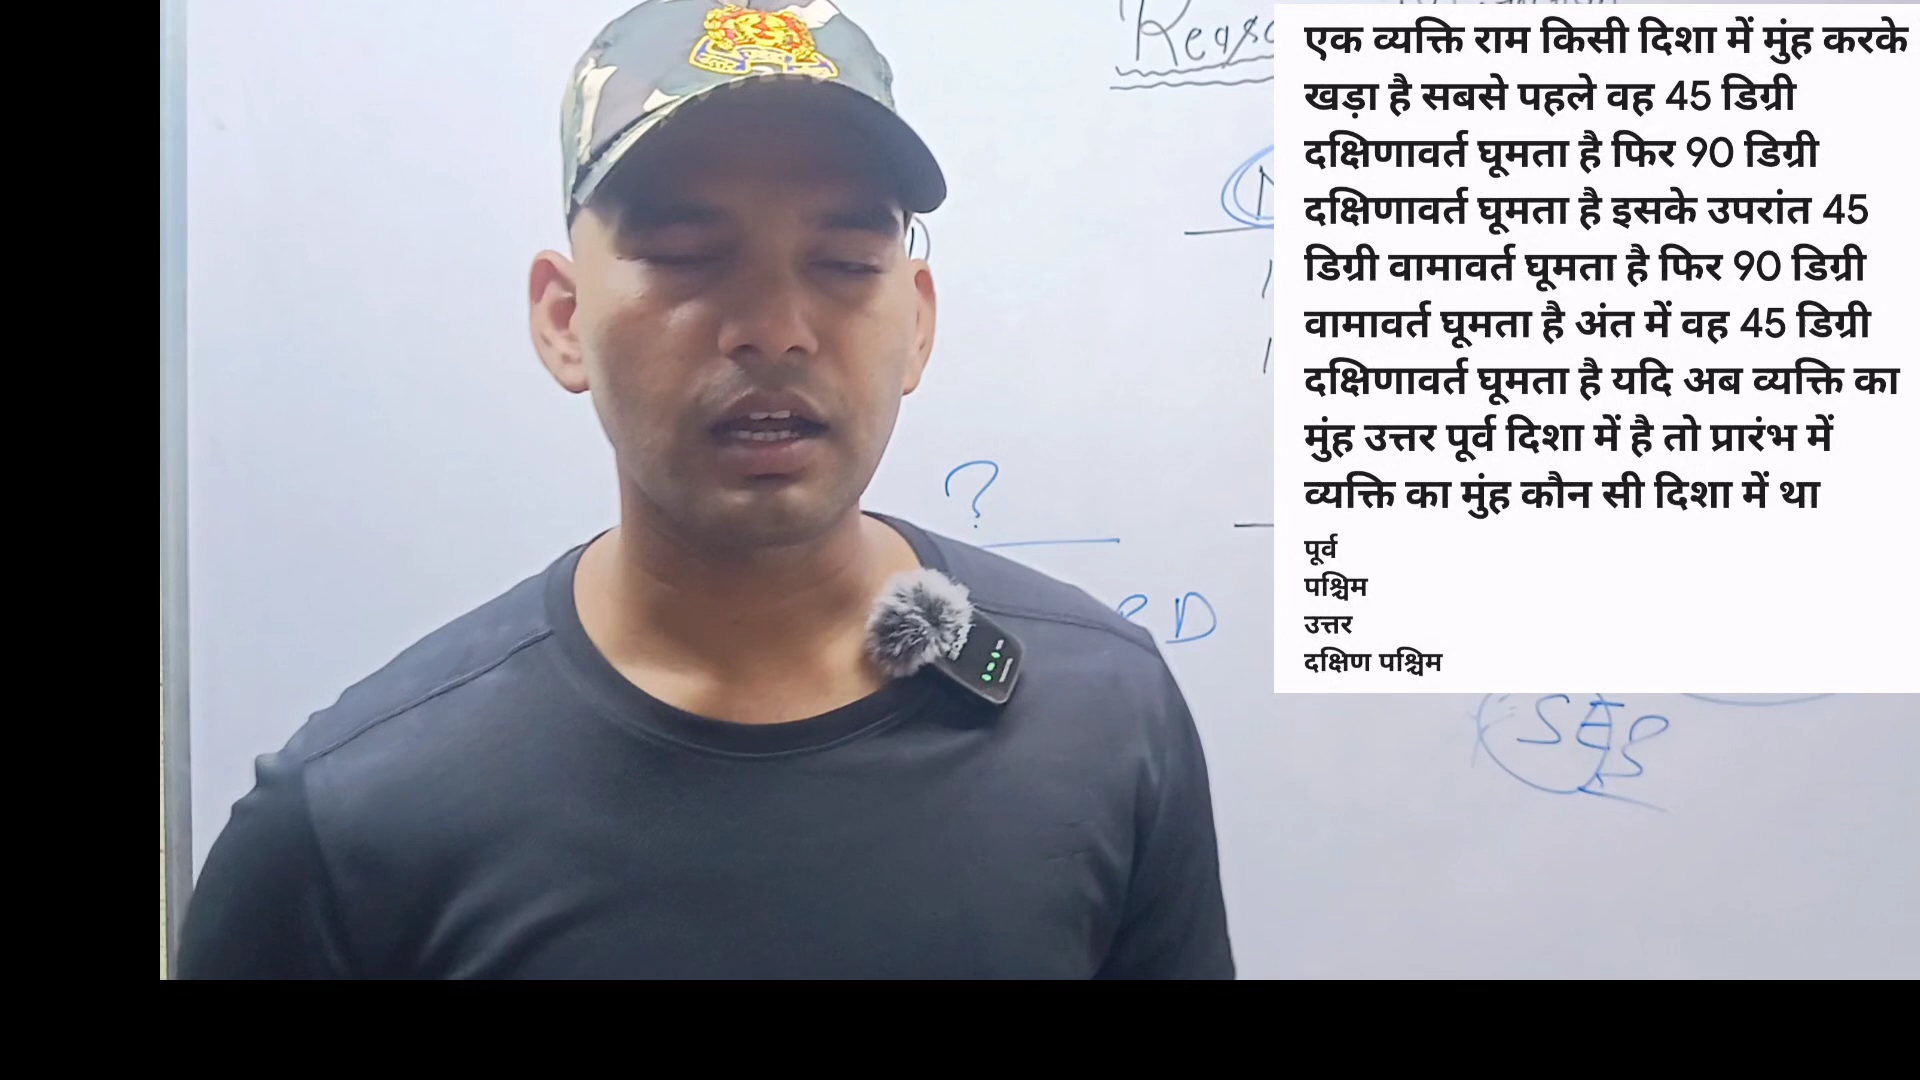 एक व्यक्ति राम किसी दिशा में मुंह करके
खड़ा है सबसे पहले वह 45 डिग्री
दक्षिणावर्त घूमता है फिर 90 डिग्री
दक्षिणावर्त घूमता है इसके उपरांत 45
डिग्री वामावर्त घूमता है फिर 90 डिग्री
वामावर्त घूमता है अंत में वह 45 डिग्री
दक्षिणावर्त घूमता है यदि अब व्यक्ति का
मुंह उत्तर पूर्व दिशा में है तो प्रारंभ में
व्यक्ति का मुंह कौन सी दिशा में था
पूर्व
पश्चिम
उत्तर
दक्षिण पश्चिम
?
D